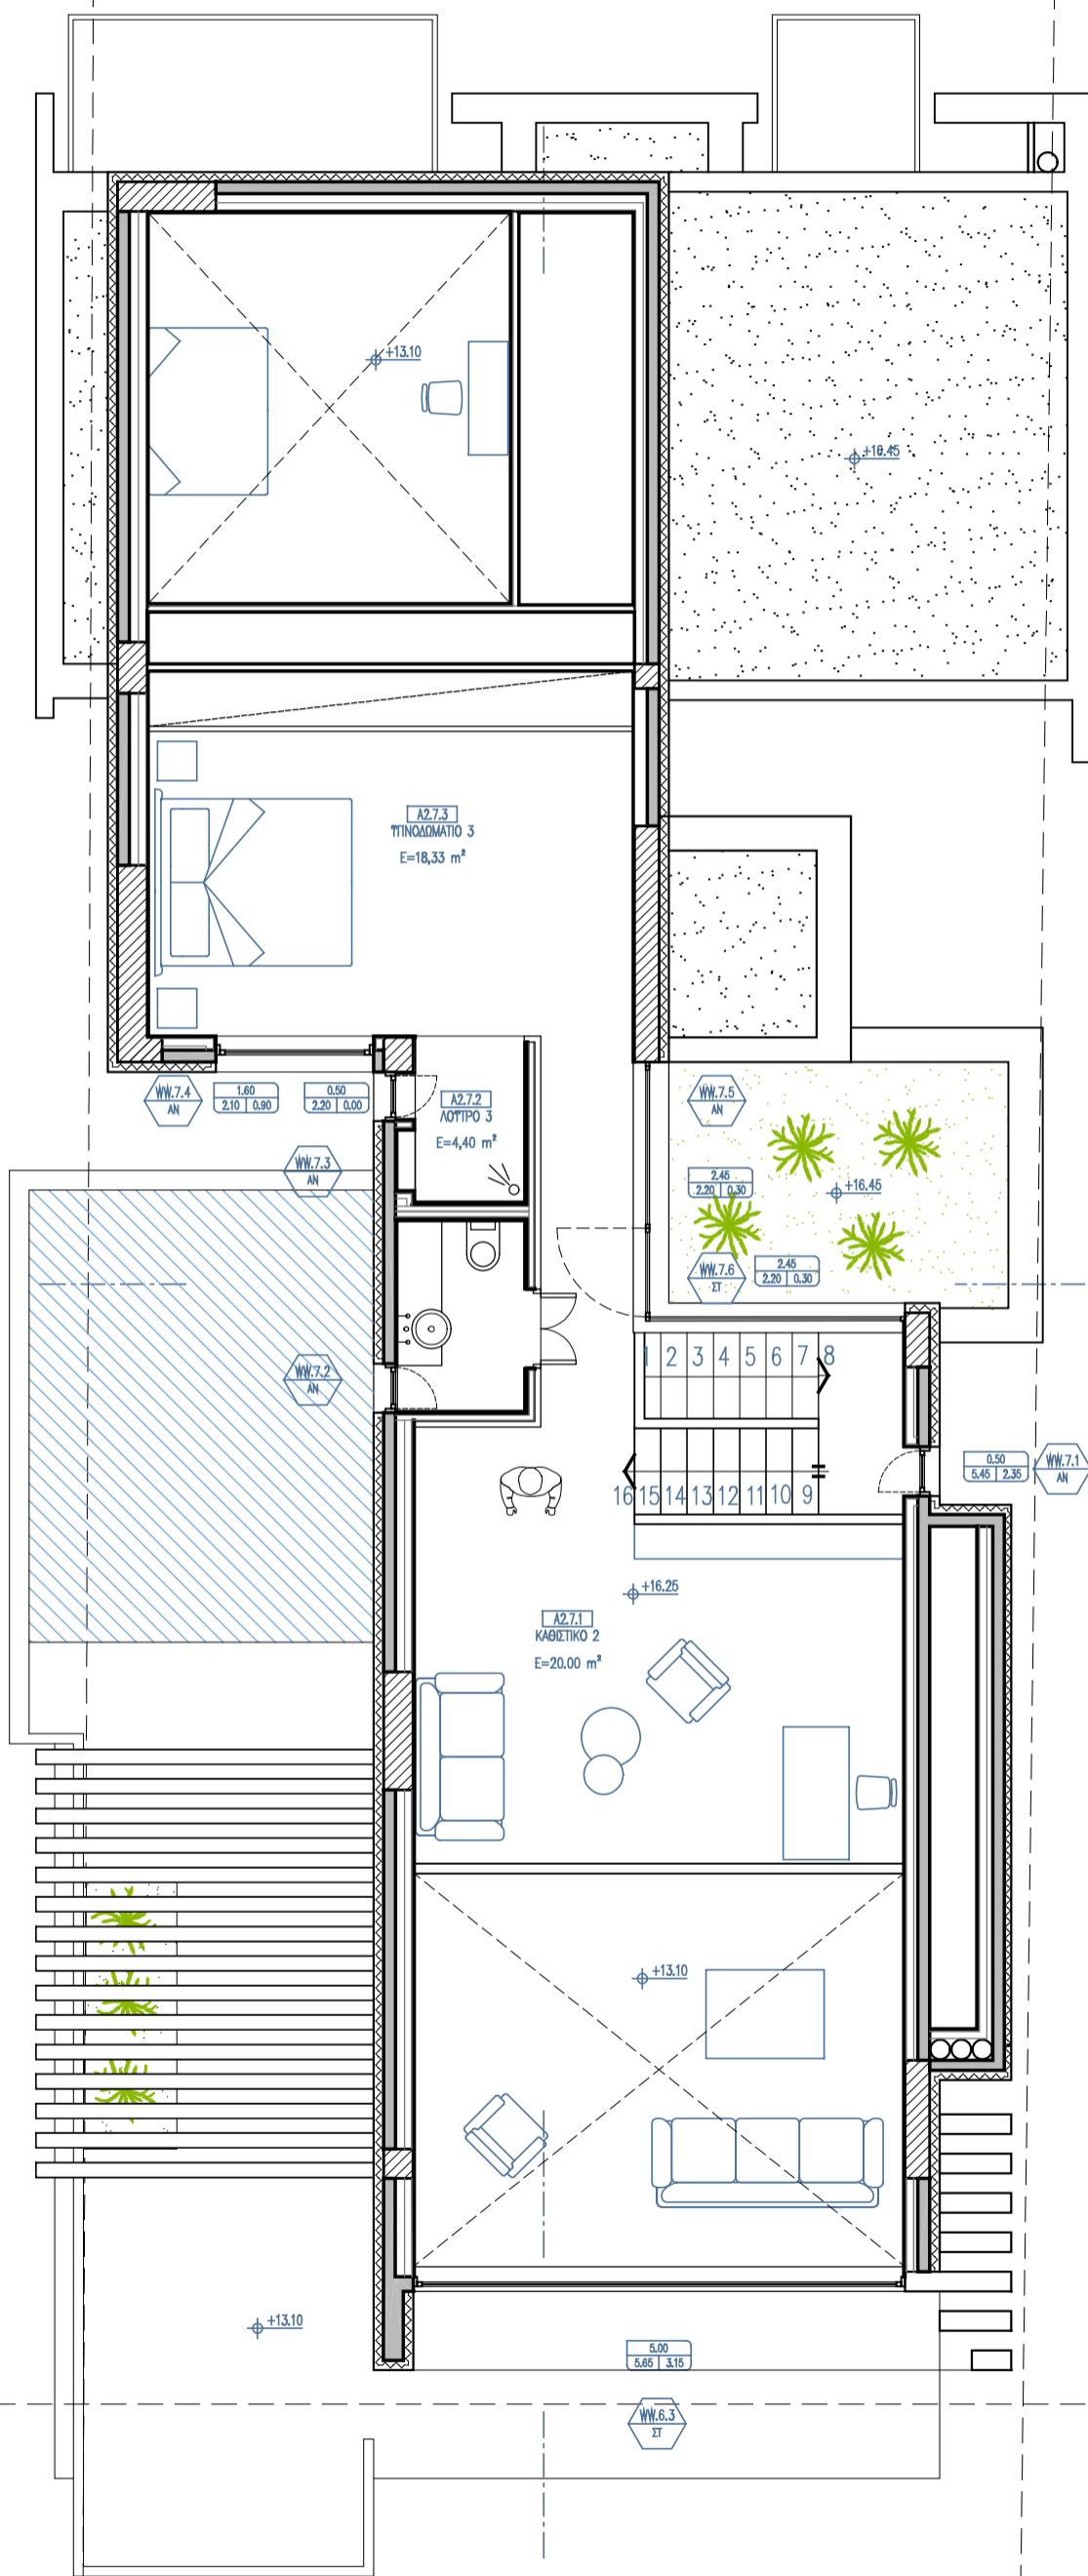 +13.10
+16.45
A2.7.3
ΥΠΝΟΔΩΜΑΤΙΟ 3
E=18,33 m²
WW.7.4
ΑΝ
1.60
2.10 0.90
0.50
2.20 0.00
A2.7.2
ΛΟΥΤΡΟ 3
E=4,40 m²
WW.7.5
ΑΝ
WW.7.3
ΑΝ
2.45
2.20 0.30
+16.45
WW.7.6
ΣΤ
2.45
2.20 0.30
WW.7.2
ΑΝ
1 2 3 4 5 6 7 8
16 15 14 13 12 11 10 9
0.50
5.45 2.35
WW.7.1
ΑΝ
+16.25
A2.7.1
ΚΑΘΙΣΤΙΚΟ 2
E=20.00 m²
+13.10
+13.10
5.00
5.65 3.15
WW.6.3
ΣΤ